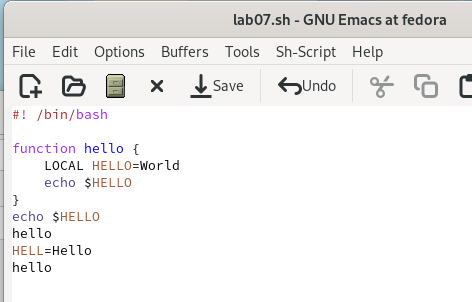 lab07.sh - GNU Emacs at fedora
File Edit Options Buffers Tools Sh-Script Help
Save Undo
#! /bin/bash
function hello {
    LOCAL HELLO=World
    echo $HELLO
}
echo $HELLO
hello
HELL=Hello
hello